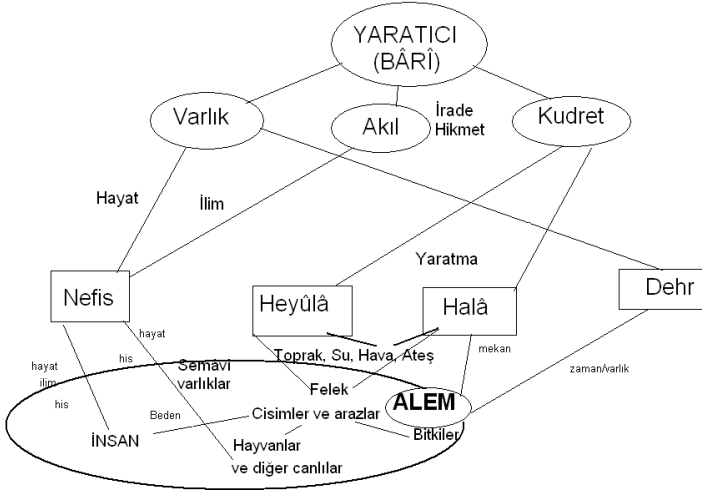 YARATICI
(BÂRÎ)
Varlık
Akıl
İrade
Hikmet
Kudret
Hayat
İlim
Yaratma
Nefis
Heyûlâ
Halâ
Dehr
hayat
his
hayat
ilim
his
Toprak, Su, Hava, Ateş
mekan
zaman/varlık
Semâvî
varlıklar
Felek
ALEM
Beden
Cisimler ve arazlar
İNSAN
Bitkiler
Hayvanlar
ve diğer canlılar